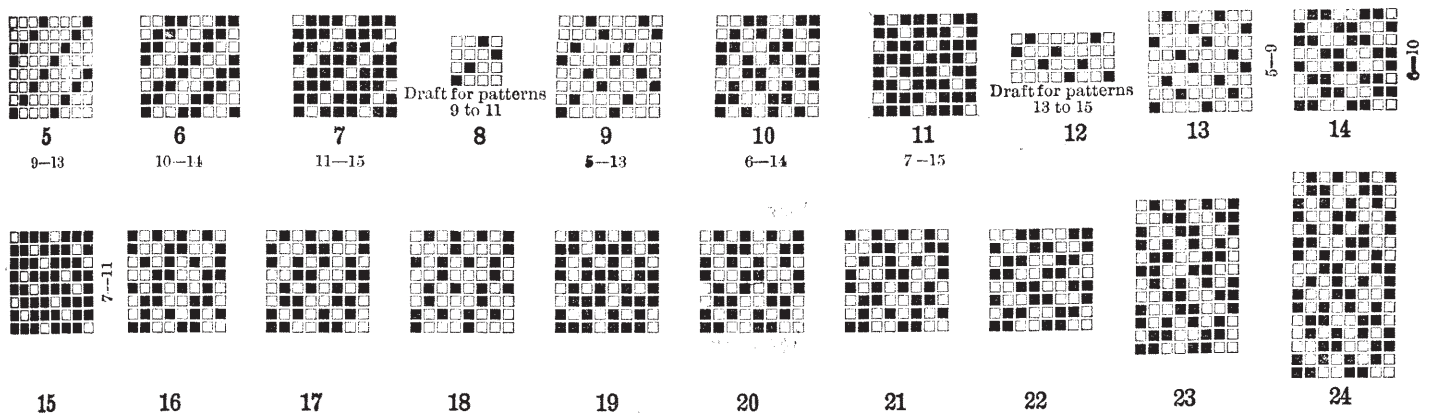 Draft for patterns
9 to 11
Draft for patterns
13 to 15
5—9
6—10
5 6 7 8 9 10 11 12 13 14
9—13 10—14 11—15 5—13 6—14 7—15
7—11
15 16 17 18 19 20 21 22 23 24